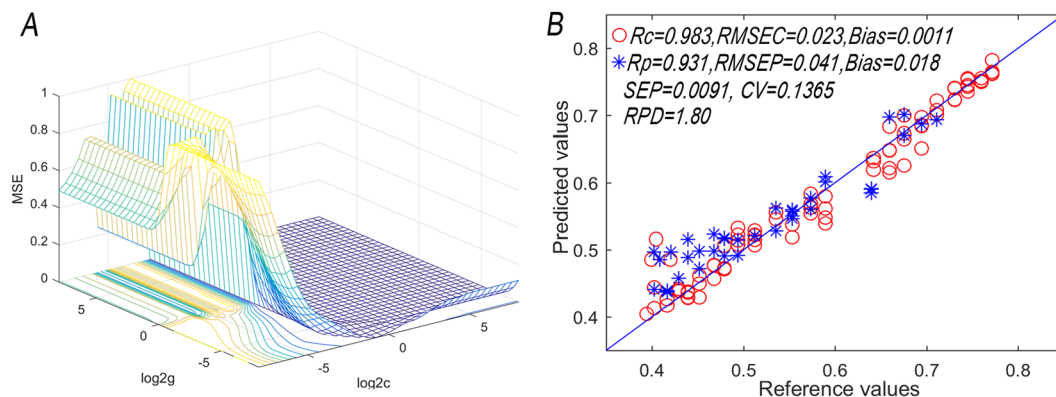 A
MSE
1
0.8
0.6
0.4
0.2
0
5
0
-5
log2g
-5
0
5
log2c
B
Rc=0.983,RMSEC=0.023,Bias=0.0011
Rp=0.931,RMSEP=0.041,Bias=0.018
SEP=0.0091, CV=0.1365
RPD=1.80
Predicted values
0.8
0.7
0.6
0.5
0.4
0.4 0.5 0.6 0.7 0.8
Reference values